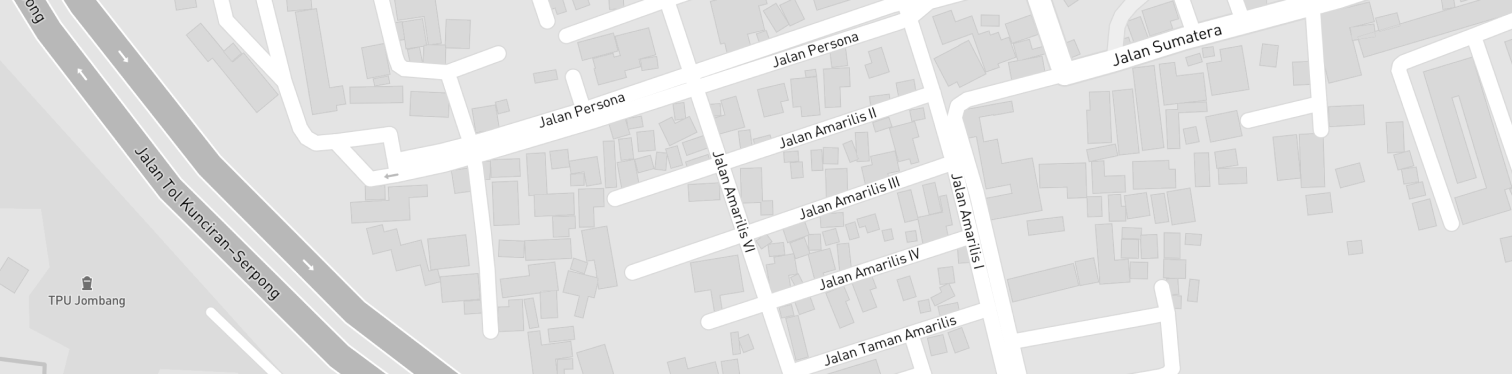 ong
Jalan Sumatera
Jalan Persona
Jalan Persona
Jalan Amarilis II
Jalan Tol Kunciran-Serpong
Jalan Amarilis VI
Jalan Amarilis III
Jalan Amarilis I
Jalan Amarilis IV
TPU Jombang
Jalan Taman Amarilis